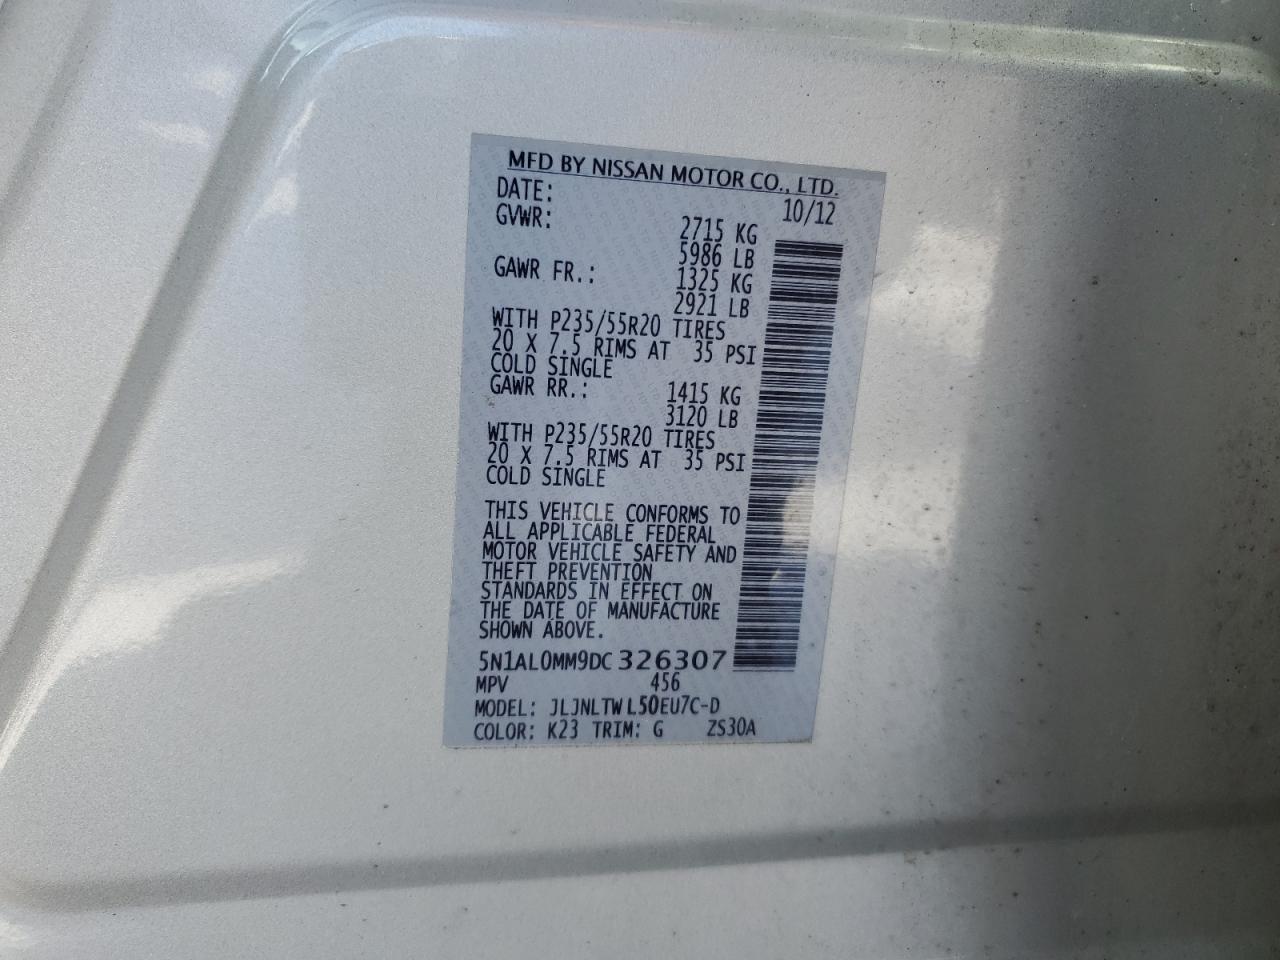 MFD BY NISSAN MOTOR CO., LTD.
DATE: 10/12
GVWR: 2715 KG
5986 LB
GAWR FR.: 1325 KG
2921 LB
WITH P235/55R20 TIRES
20 X 7.5 RIMS AT 35 PSI
COLD SINGLE
GAWR RR.: 1415 KG
3120 LB
WITH P235/55R20 TIRES
20 X 7.5 RIMS AT 35 PSI
COLD SINGLE
THIS VEHICLE CONFORMS TO
ALL APPLICABLE FEDERAL
MOTOR VEHICLE SAFETY AND
THEFT PREVENTION
STANDARDS IN EFFECT ON
THE DATE OF MANUFACTURE
SHOWN ABOVE.
5N1AL0MM9DC 326307
MPV 456
MODEL: JLJNLTW L50EU7C-D
COLOR: K23 TRIM: G ZS30A